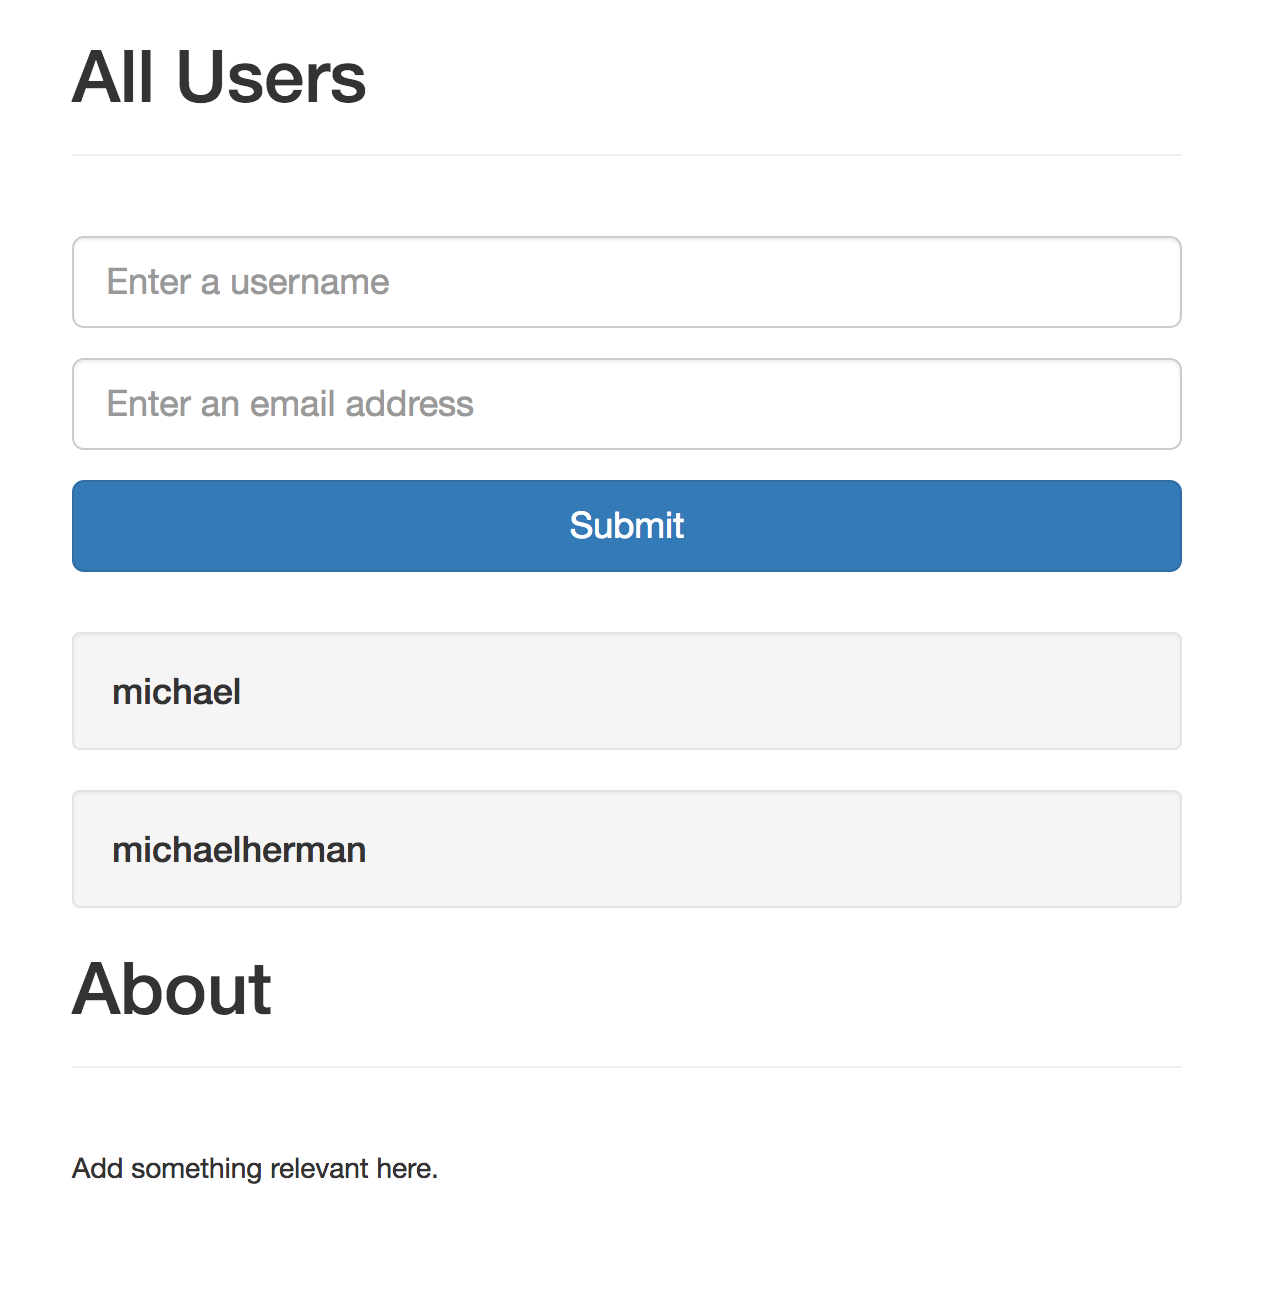 All Users
Enter a username
Enter an email address
Submit
michael
michaelherman
About
Add something relevant here.